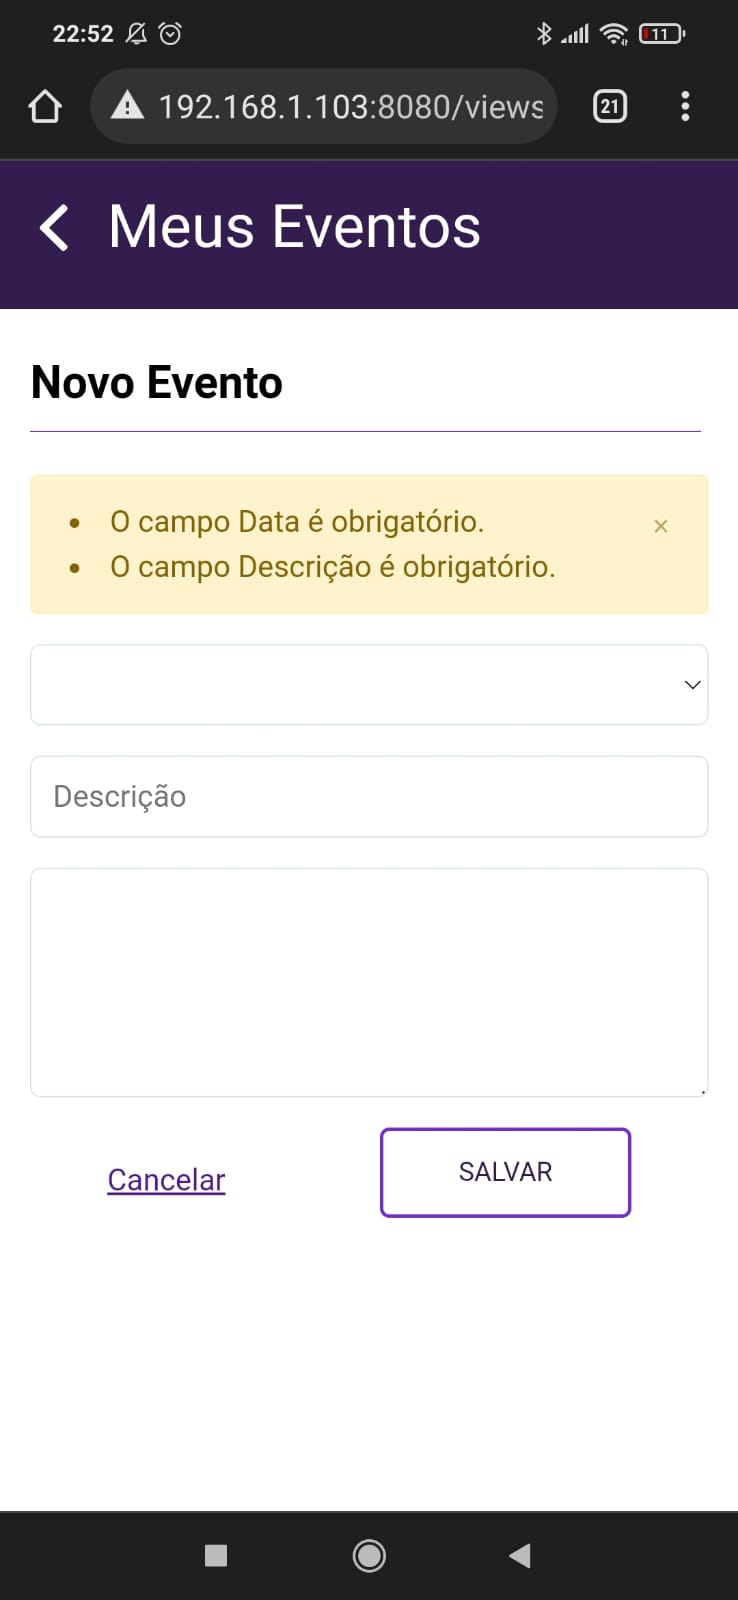 22:52
11
192.168.1.103:8080/views
21
Meus Eventos
Novo Evento
• O campo Data é obrigatório.
×
• O campo Descrição é obrigatório.
Descrição
Cancelar
SALVAR